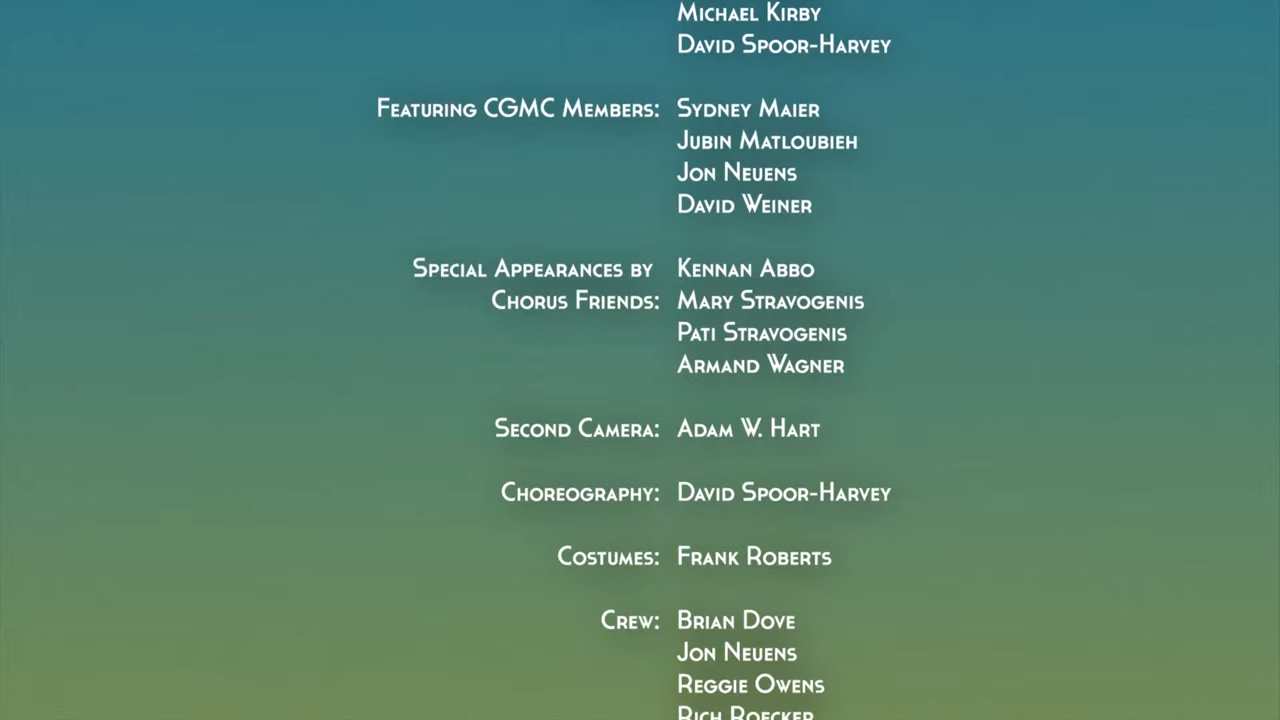 Michael Kirby
David Spoor-Harvey
Featuring CGMC Members: Sydney Maier
Jubin Matloubieh
Jon Neuens
David Weiner
Special Appearances by Kennan Abbo
Chorus Friends: Mary Stravogenis
Pati Stravogenis
Armand Wagner
Second Camera: Adam W. Hart
Choreography: David Spoor-Harvey
Costumes: Frank Roberts
Crew: Brian Dove
Jon Neuens
Reggie Owens
Rich Roecker